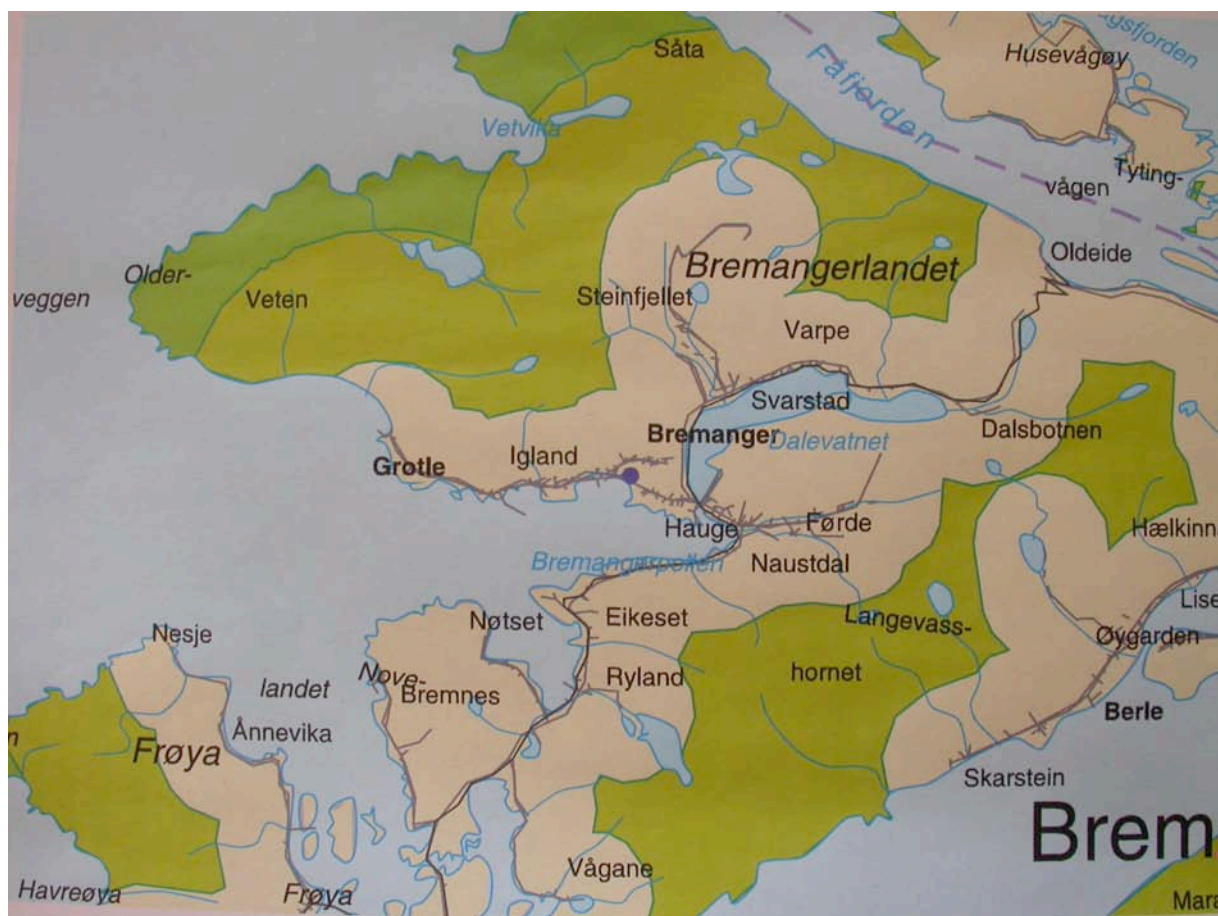 Såta
Husevågøy
gsfjorden
Fåfjorden
Vetvika
Tyting-
vågen
Older-
veggen
Veten
Steinfjellet
Bremangerlandet
Oldeide
Varpe
Svarstad
Bremanger
Dalevatnet
Dalsbotnen
Grotle
Igland
Hauge
Førde
Hælkinn
Bremangerpollen
Naustdal
Nøtset
Eikeset
Langevass-
Lise
Øygarden
Nesje
landet
Nove-
Bremnes
Ryland
hornet
Ånnevika
Frøya
n
Berle
Skarstein
Brem
Vågane
Havreøya
Frøya
Mara